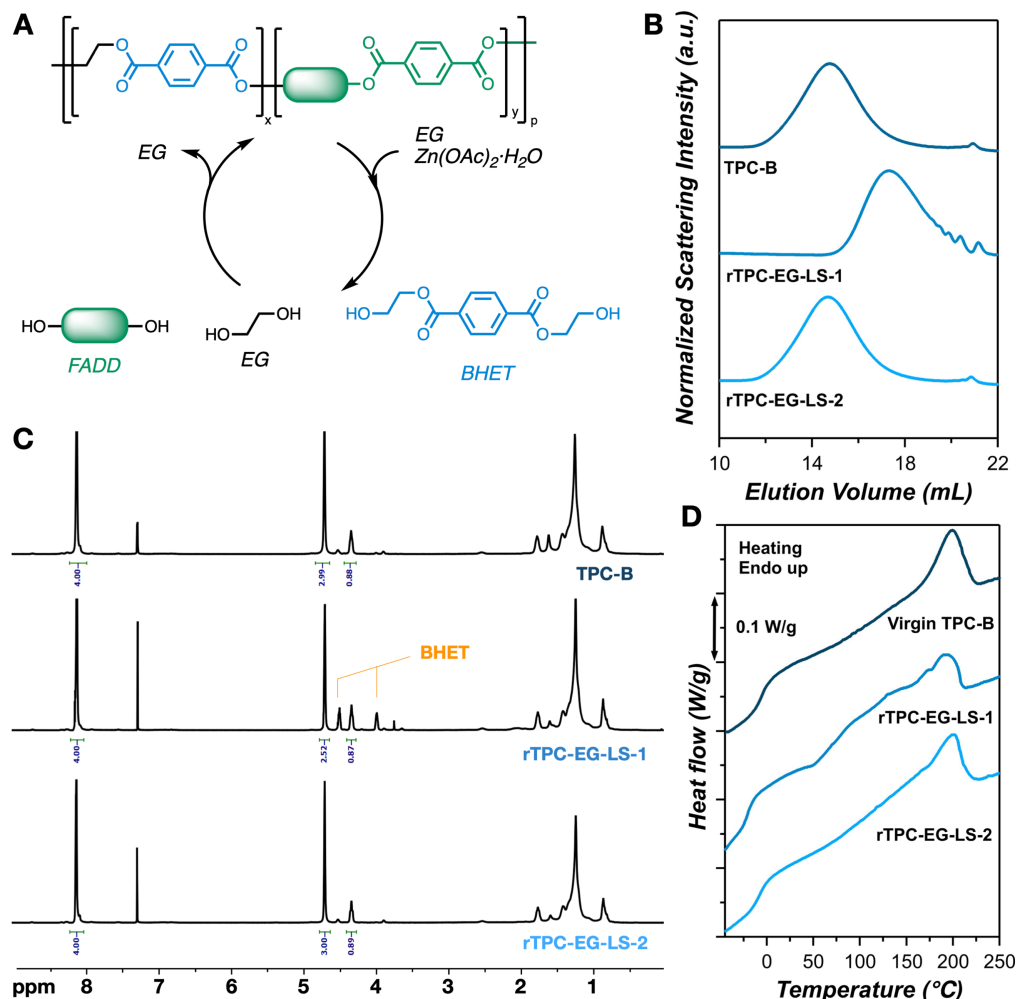 A
O
O
O
O
x
O
O
O
O
y
p
EG
EG
Zn(OAc)2·H2O
HO
OH
FADD
HO
OH
EG
HO
O
O
O
O
OH
BHET
B
Normalized Scattering Intensity (a.u.)
TPC-B
rTPC-EG-LS-1
rTPC-EG-LS-2
10 14 18 22
Elution Volume (mL)
C
4.00
2.99
0.88
TPC-B
BHET
4.00
2.52
0.87
rTPC-EG-LS-1
4.00
3.00
0.89
rTPC-EG-LS-2
ppm 8 7 6 5 4 3 2 1
D
Heating
Endo up
0.1 W/g
Virgin TPC-B
rTPC-EG-LS-1
rTPC-EG-LS-2
Heat flow (W/g)
0 50 100 150 200 250
Temperature (°C)